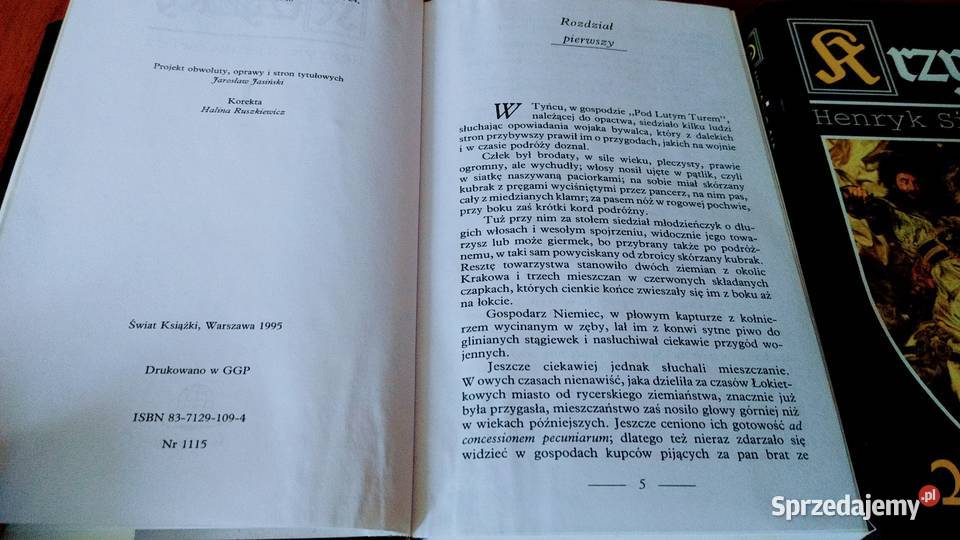 Projekt obwoluty, oprawy i stron tytułowych
Jarosław Jasiński
Korekta
Halina Ruszkiewicz
Świat Książki, Warszawa 1995
Drukowano w GGP
ISBN 83-7129-109-4
Nr 1115
Rozdział
pierwszy
W Tyńcu, w gospodzie „Pod Lutym Turem",
należącej do opactwa, siedziało kilku ludzi
słuchając opowiadania wojaka bywalca, który z dalekich
stron przybywszy prawił im o przygodach, jakich na wojnie
i w czasie podróży doznał.
Człek był brodaty, w sile wieku, pleczysty, prawie
ogromny, ale wychudły; włosy nosił ujęte w pątlik, czyli
w siatkę naszywaną paciorkami; na sobie miał skórzany
kubrak z pręgami wyciśniętymi przez pancerz, na nim pas,
cały z miedzianych klamr; za pasem nóż w rogowej pochwie,
przy boku zaś krótki kord podróżny.
Tuż przy nim za stołem siedział młodzieńczyk o dłu-
gich włosach i wesołym spojrzeniu, widocznie jego towa-
rzysz lub może giermek, bo przybrany także po podróż-
nemu, w taki sam powyciskany od zbroicy skórzany kubrak.
Resztę towarzystwa stanowiło dwóch ziemian z okolic
Krakowa i trzech mieszczan w czerwonych składanych
czapkach, których cienkie końce zwieszały się im z boku aż
na łokcie.
Gospodarz Niemiec, w płowym kapturze z kołnie-
rzem wycinanym w zęby, lał im z konwi sytne piwo do
glinianych stągiewek i nasłuchiwał ciekawie przygód wo-
jennych.
Jeszcze ciekawiej jednak słuchali mieszczanie.
W owych czasach nienawiść, jaka dzieliła za czasów Łokiet-
kowych miasto od rycerskiego ziemiaństwa, znacznie już
była przygasła, mieszczaństwo zaś nosiło głowy górniej niż
w wiekach późniejszych. Jeszcze ceniono ich gotowość ad
concessionem pecuniarum; dlatego też nieraz zdarzało się
widzieć w gospodach kupców pijących za pan brat ze
5
Krzy
Henryk Si
2
Sprzedajemy.pl